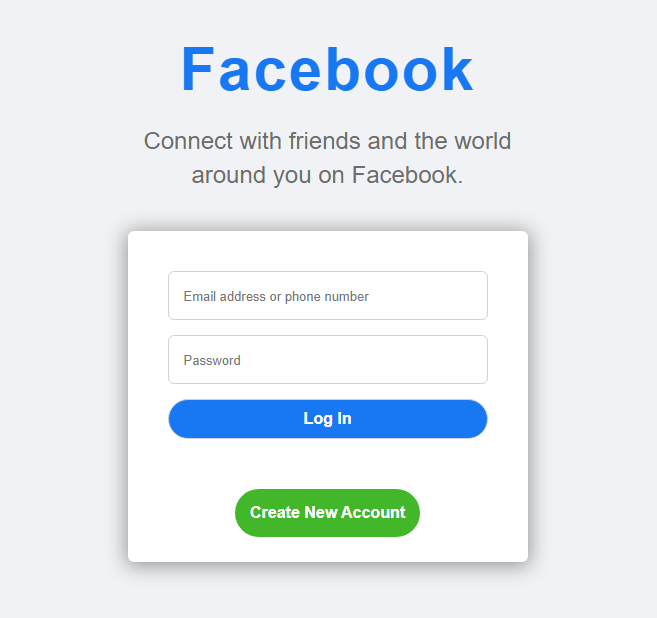 Facebook
Connect with friends and the world
around you on Facebook.
Email address or phone number
Password
Log In
Create New Account